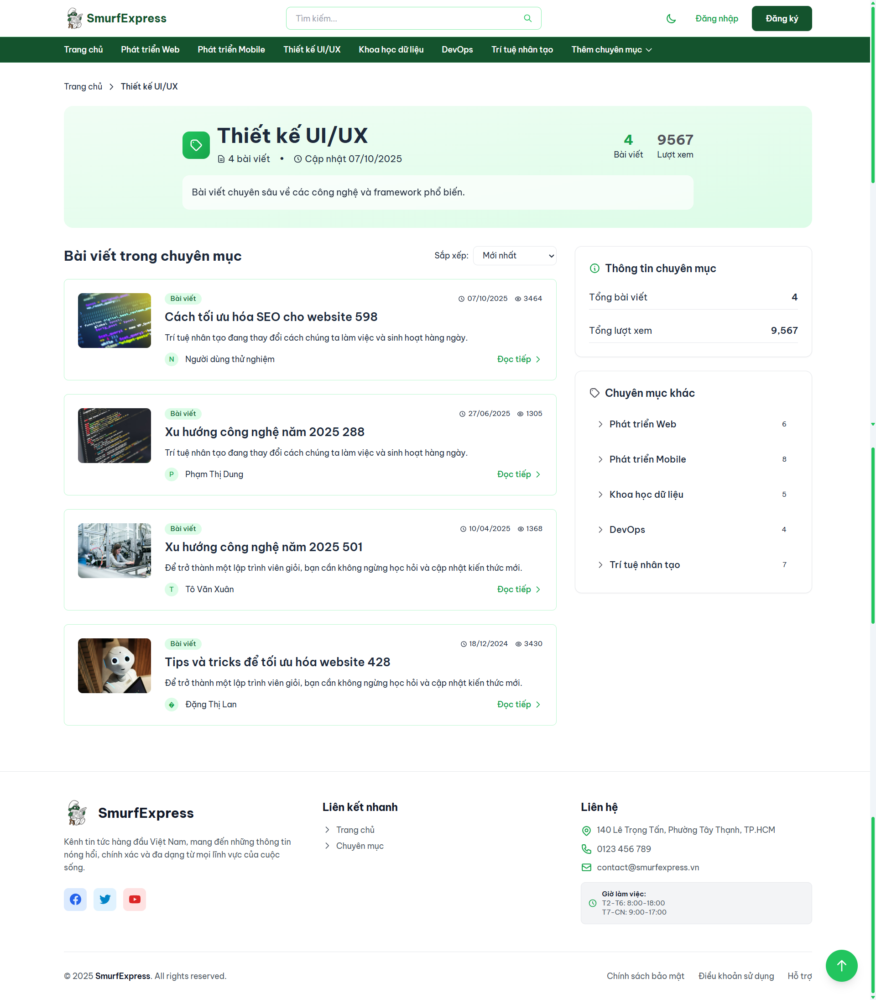 SmurfExpress
Tìm kiếm...
Đăng nhập
Đăng ký
Trang chủ
Phát triển Web
Phát triển Mobile
Thiết kế UI/UX
Khoa học dữ liệu
DevOps
Trí tuệ nhân tạo
Thêm chuyên mục
Trang chủ > Thiết kế UI/UX
Thiết kế UI/UX
4 bài viết • Cập nhật 07/10/2025
4
Bài viết
9567
Lượt xem
Bài viết chuyên sâu về các công nghệ và framework phổ biến.
Bài viết trong chuyên mục
Sắp xếp: Mới nhất
Bài viết
07/10/2025 3464
Cách tối ưu hóa SEO cho website 598
Trí tuệ nhân tạo đang thay đổi cách chúng ta làm việc và sinh hoạt hàng ngày.
N Người dùng thử nghiệm
Đọc tiếp
Bài viết
27/06/2025 1305
Xu hướng công nghệ năm 2025 288
Trí tuệ nhân tạo đang thay đổi cách chúng ta làm việc và sinh hoạt hàng ngày.
P Phạm Thị Dung
Đọc tiếp
Bài viết
10/04/2025 1368
Xu hướng công nghệ năm 2025 501
Để trở thành một lập trình viên giỏi, bạn cần không ngừng học hỏi và cập nhật kiến thức mới.
T Tô Văn Xuân
Đọc tiếp
Bài viết
18/12/2024 3430
Tips và tricks để tối ưu hóa website 428
Để trở thành một lập trình viên giỏi, bạn cần không ngừng học hỏi và cập nhật kiến thức mới.
� Đặng Thị Lan
Đọc tiếp
Thông tin chuyên mục
Tổng bài viết 4
Tổng lượt xem 9,567
Chuyên mục khác
Phát triển Web 6
Phát triển Mobile 8
Khoa học dữ liệu 5
DevOps 4
Trí tuệ nhân tạo 7
SmurfExpress
Kênh tin tức hàng đầu Việt Nam, mang đến những thông tin
nóng hổi, chính xác và đa dạng từ mọi lĩnh vực của cuộc
sống.
Liên kết nhanh
Trang chủ
Chuyên mục
Liên hệ
140 Lê Trọng Tấn, Phường Tây Thạnh, TP.HCM
0123 456 789
contact@smurfexpress.vn
Giờ làm việc:
T2-T6: 8:00-18:00
T7-CN: 9:00-17:00
© 2025 SmurfExpress. All rights reserved.
Chính sách bảo mật
Điều khoản sử dụng
Hỗ trợ